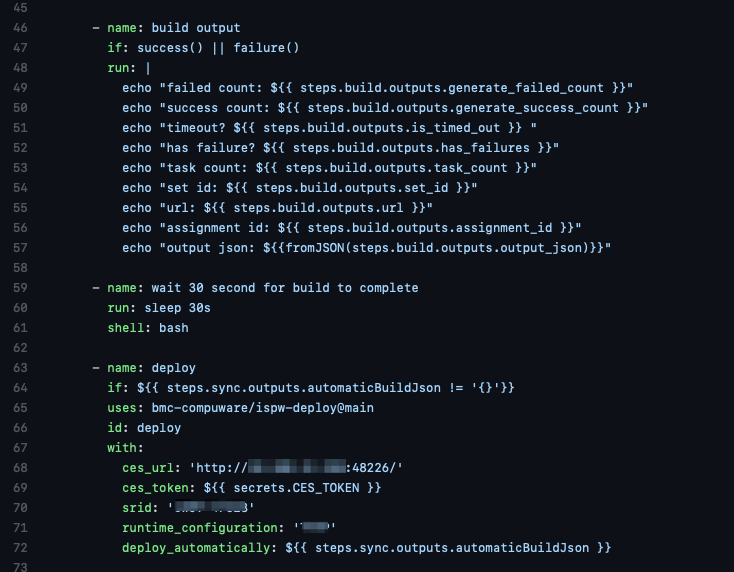 45
46 - name: build output
47 if: success() || failure()
48 run: |
49 echo "failed count: ${{ steps.build.outputs.generate_failed_count }}"
50 echo "success count: ${{ steps.build.outputs.generate_success_count }}"
51 echo "timeout? ${{ steps.build.outputs.is_timed_out }} "
52 echo "has failure? ${{ steps.build.outputs.has_failures }}"
53 echo "task count: ${{ steps.build.outputs.task_count }}"
54 echo "set id: ${{ steps.build.outputs.set_id }}"
55 echo "url: ${{ steps.build.outputs.url }}"
56 echo "assignment id: ${{ steps.build.outputs.assignment_id }}"
57 echo "output json: ${{fromJSON(steps.build.outputs.output_json)}}"
58
59 - name: wait 30 second for build to complete
60 run: sleep 30s
61 shell: bash
62
63 - name: deploy
64 if: ${{ steps.sync.outputs.automaticBuildJson != '{}'}}
65 uses: bmc-compuware/ispw-deploy@main
66 id: deploy
67 with:
68 ces_url: 'http:// :48226/'
69 ces_token: ${{ secrets.CES_TOKEN }}
70 srid: ' '
71 runtime_configuration: ' '
72 deploy_automatically: ${{ steps.sync.outputs.automaticBuildJson }}
73